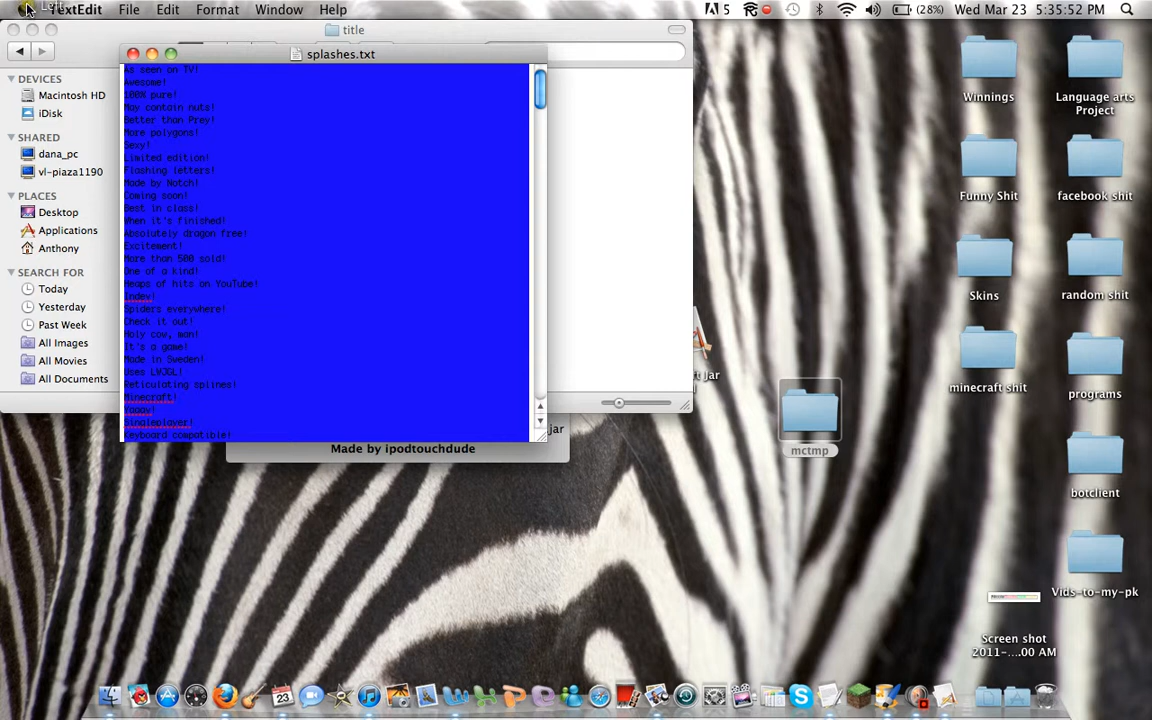 Left
TextEdit File Edit Format Window Help
5 (28%) Wed Mar 23 5:35:52 PM
title
splashes.txt
DEVICES
Macintosh HD
iDisk
SHARED
dana_pc
vl-piaza1190
PLACES
Desktop
Applications
Anthony
SEARCH FOR
Today
Yesterday
Past Week
All Images
All Movies
All Documents
As seen on TV!
Awesome!
100% pure!
May contain nuts!
Better than Prey!
More polygons!
Sexy!
Limited edition!
Flashing letters!
Made by Notch!
Coming soon!
Best in class!
When it's finished!
Absolutely dragon free!
Excitement!
More than 500 sold!
One of a kind!
Heaps of hits on YouTube!
Indev!
Spiders everywhere!
Check it out!
Holy cow, man!
It's a game!
Made in Sweden!
Uses LWJGL!
Reticulating splines!
Minecraft!
Yaaay!
Singleplayer!
Keyboard compatible!
jar
Made by ipodtouchdude
ft Jar
mctmp
Winnings
Language arts
Project
Funny Shit
facebook shit
Skins
random shit
minecraft shit
programs
botclient
Vids-to-my-pk
Screen shot
2011-....00 AM
23